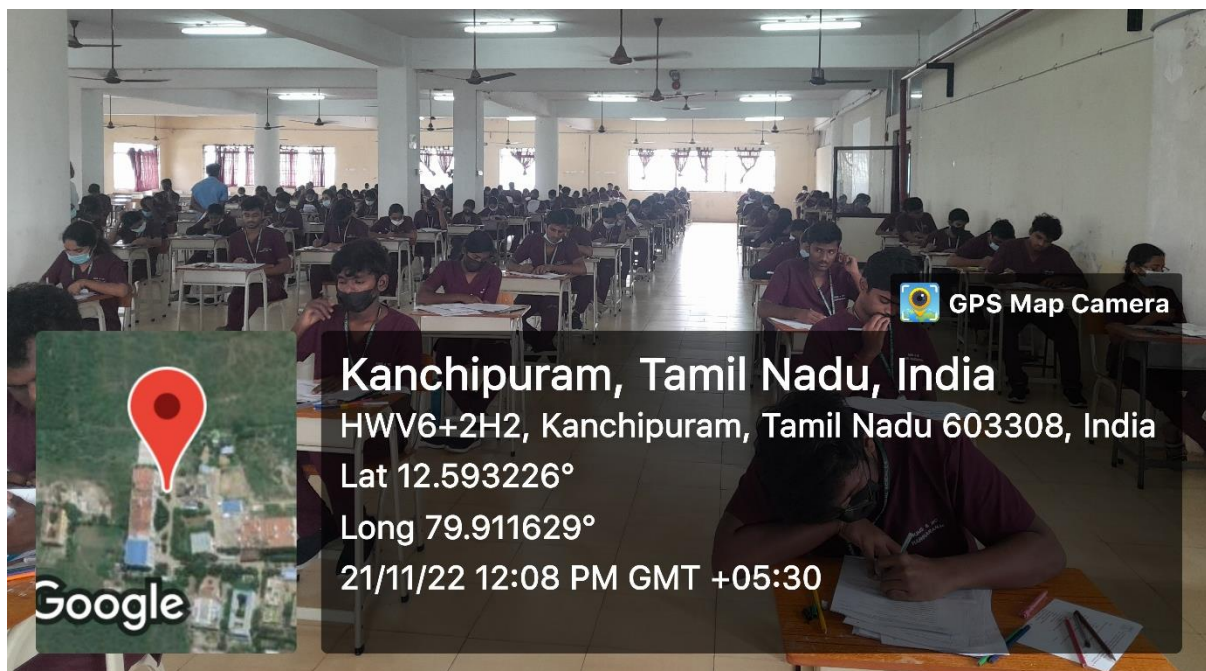 GPS Map Camera
Kanchipuram, Tamil Nadu, India
HWV6+2H2, Kanchipuram, Tamil Nadu 603308, India
Lat 12.593226°
Long 79.911629°
21/11/22 12:08 PM GMT +05:30
Google